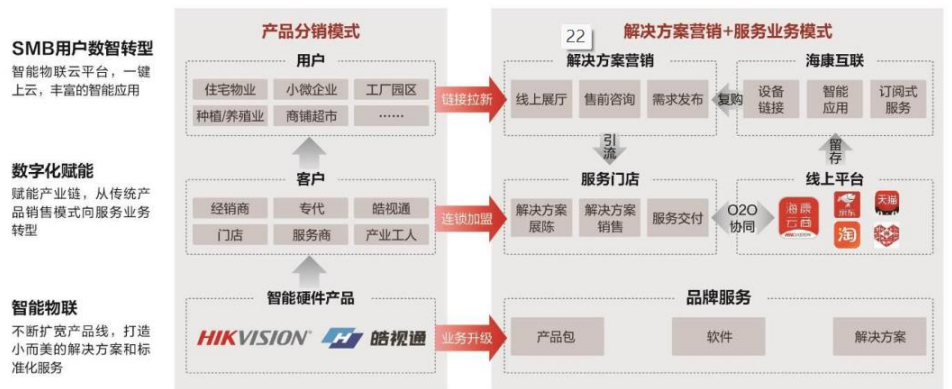 SMB用户数智转型
智能物联云平台，一键
上云，丰富的智能应用
数字化赋能
赋能产业链，从传统产
品销售模式向服务业务
转型
智能物联
不断扩宽产品线，打造
小而美的解决方案和标
准化服务
产品分销模式
用户
住宅物业
小微企业
工厂园区
种植/养殖业
商铺超市
……
客户
经销商
专代
皓视通
门店
服务商
产业工人
智能硬件产品
HIKVISION
皓视通
链接拉新
连锁加盟
业务升级
22
解决方案营销+服务业务模式
解决方案营销
线上展厅
售前咨询
需求发布
复购
海康互联
设备
链接
智能
应用
订阅式
服务
引流
留存
服务门店
解决方案
展陈
解决方案
销售
服务交付
O2O
协同
线上平台
海康
云商
HIKVISION
京东
天猫
淘
品牌服务
产品包
软件
解决方案